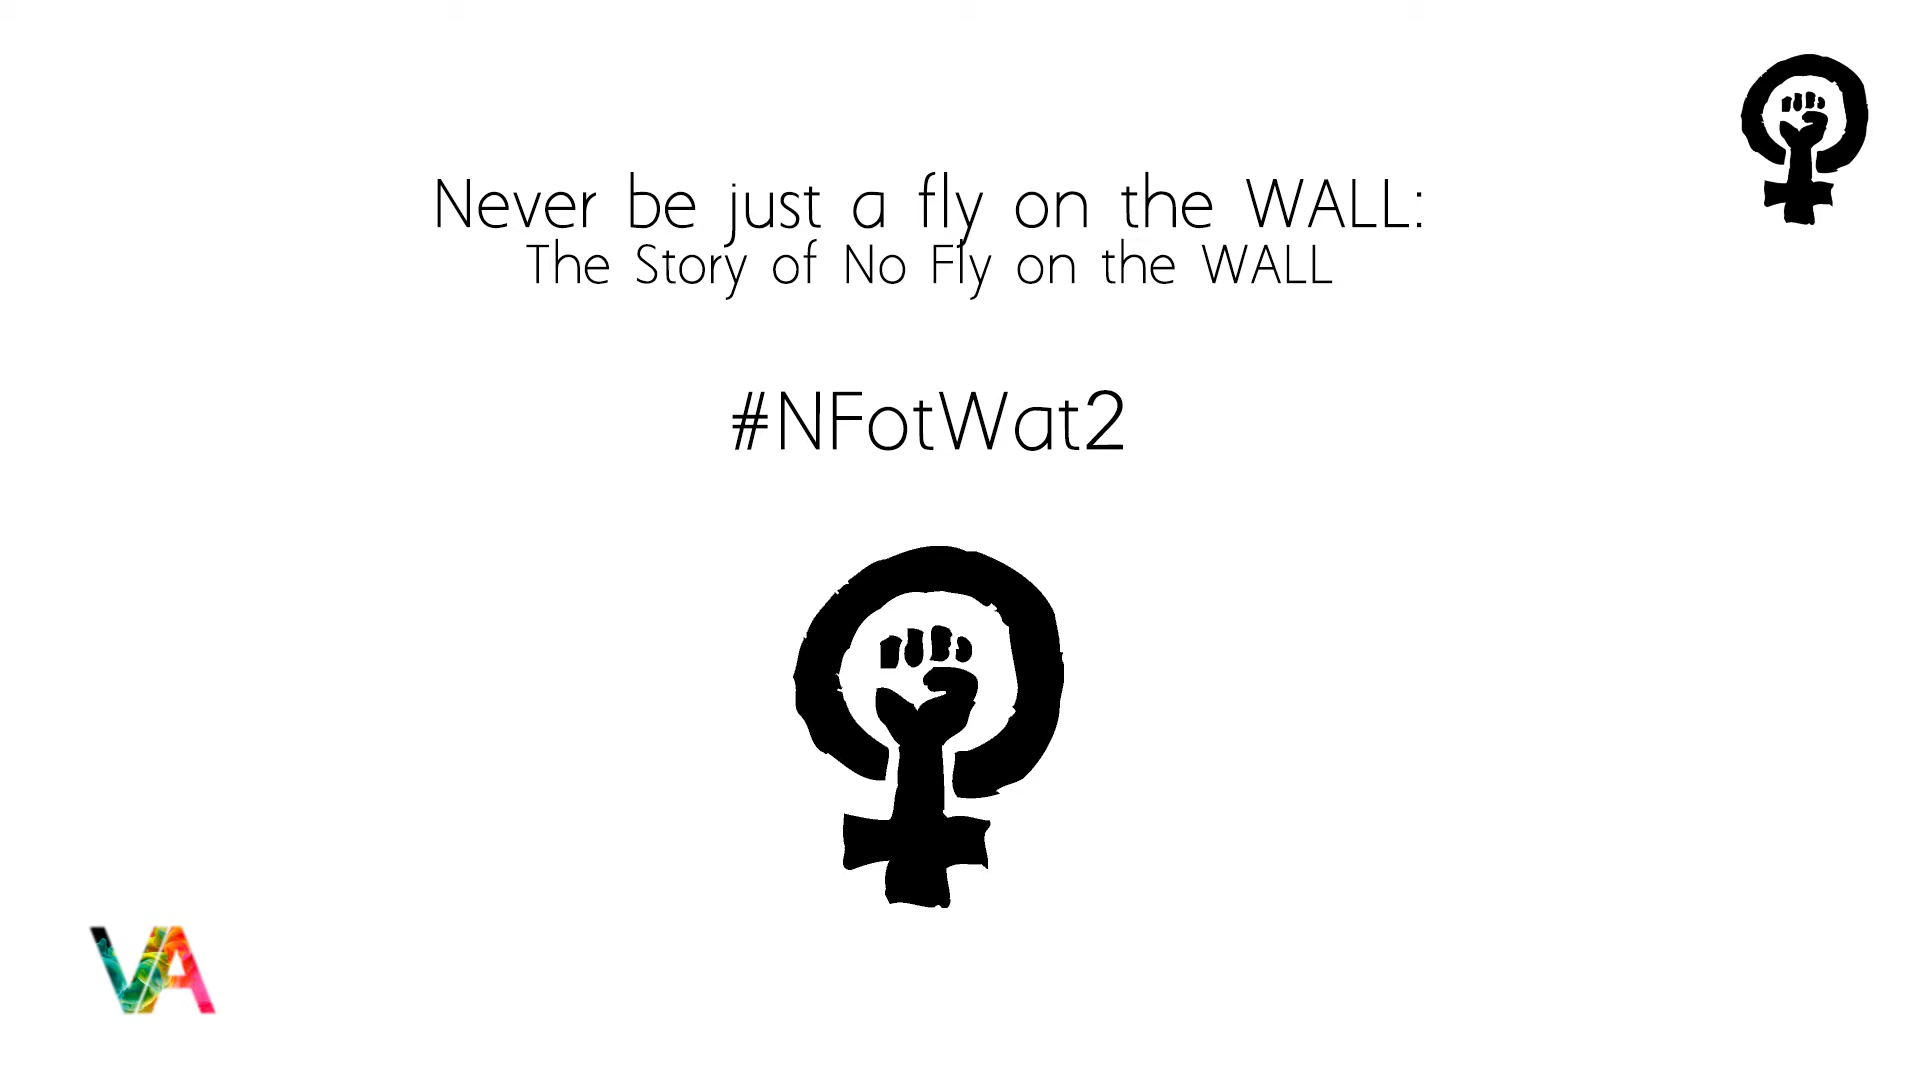 Never be just a fly on the WALL:
The Story of No Fly on the WALL
#NFotWat2
VA